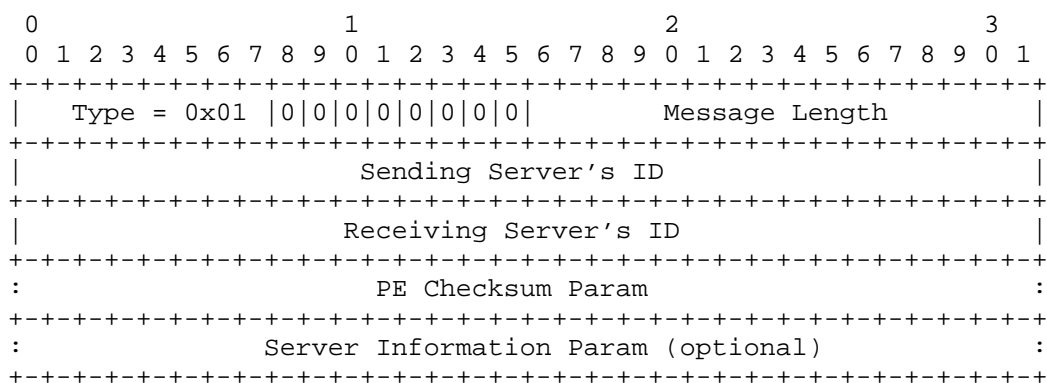 0                   1                   2                   3
 0 1 2 3 4 5 6 7 8 9 0 1 2 3 4 5 6 7 8 9 0 1 2 3 4 5 6 7 8 9 0 1
+-+-+-+-+-+-+-+-+-+-+-+-+-+-+-+-+-+-+-+-+-+-+-+-+-+-+-+-+-+-+-+-+
|   Type = 0x01 |0|0|0|0|0|0|0|0|        Message Length         |
+-+-+-+-+-+-+-+-+-+-+-+-+-+-+-+-+-+-+-+-+-+-+-+-+-+-+-+-+-+-+-+-+
|                     Sending Server's ID                       |
+-+-+-+-+-+-+-+-+-+-+-+-+-+-+-+-+-+-+-+-+-+-+-+-+-+-+-+-+-+-+-+-+
|                    Receiving Server's ID                      |
+-+-+-+-+-+-+-+-+-+-+-+-+-+-+-+-+-+-+-+-+-+-+-+-+-+-+-+-+-+-+-+-+
:                      PE Checksum Param                        :
+-+-+-+-+-+-+-+-+-+-+-+-+-+-+-+-+-+-+-+-+-+-+-+-+-+-+-+-+-+-+-+-+
:               Server Information Param (optional)             :
+-+-+-+-+-+-+-+-+-+-+-+-+-+-+-+-+-+-+-+-+-+-+-+-+-+-+-+-+-+-+-+-+